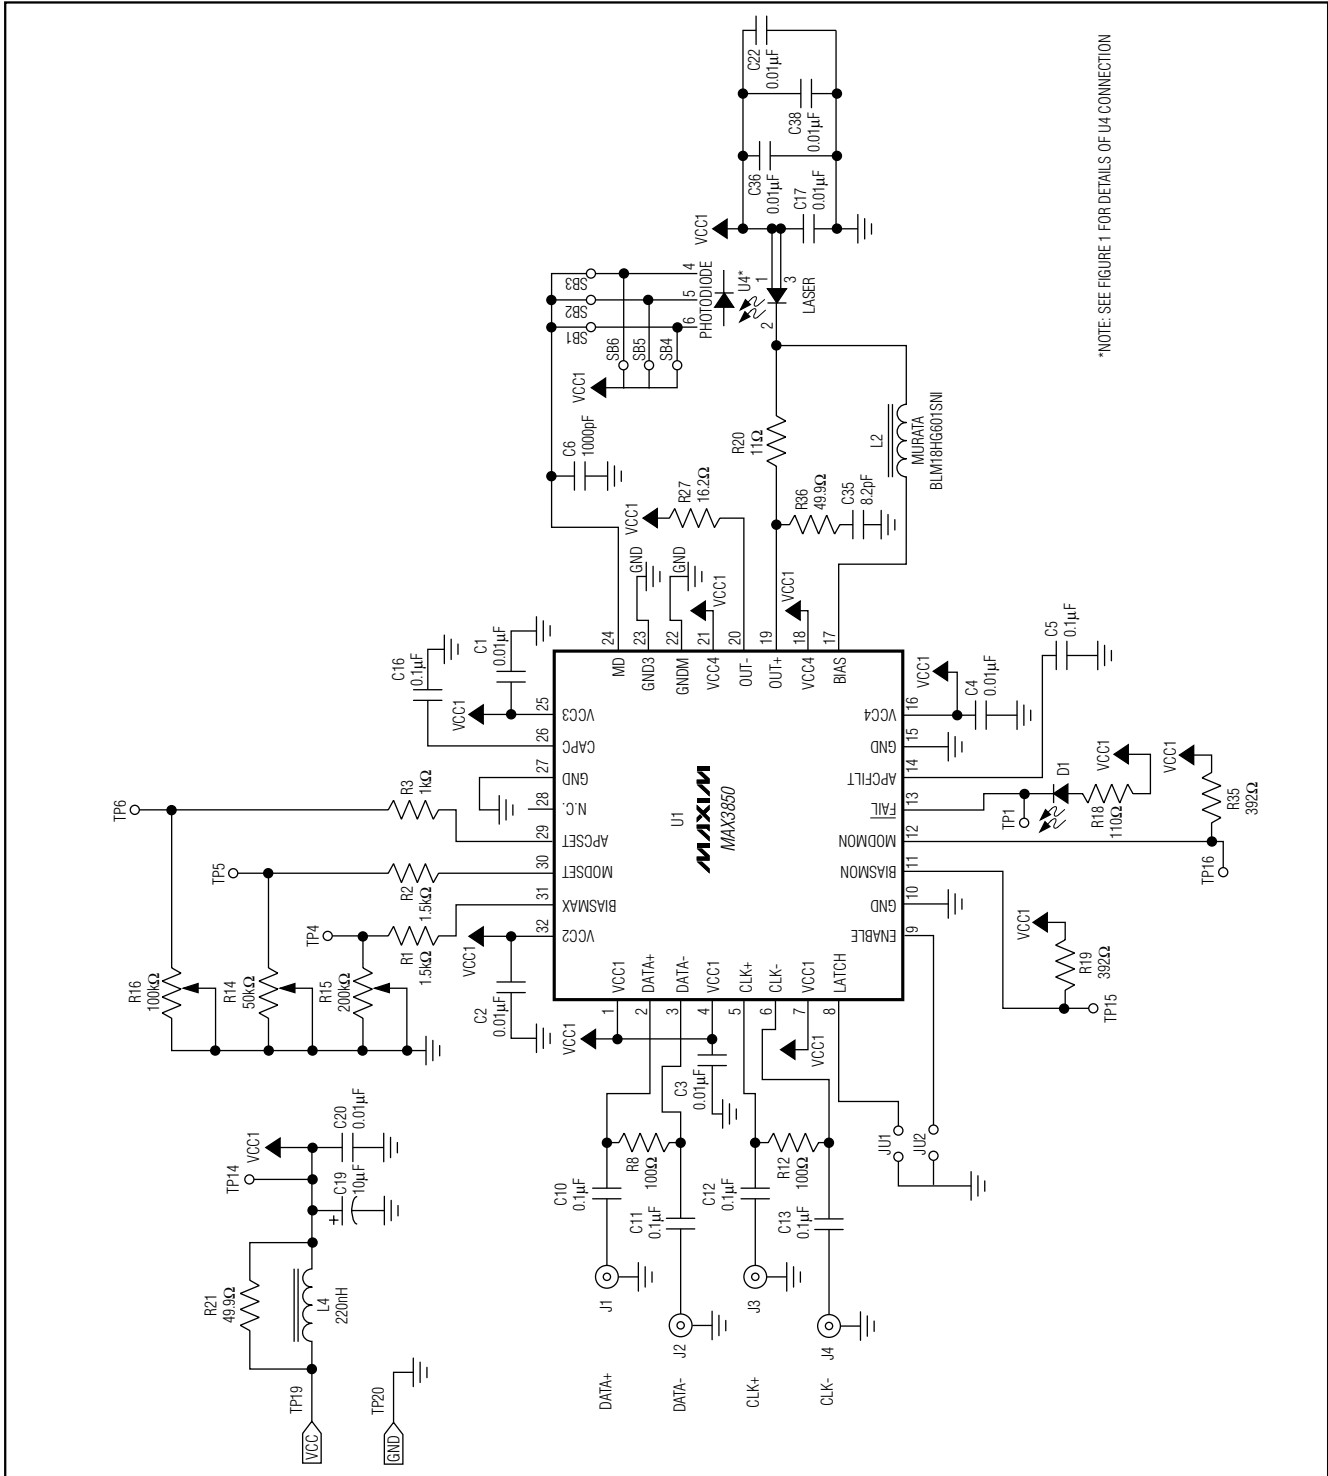 VCC
TP19
GND
TP20
R21
49.9Ω
L4
220nH
TP14
VCC1
C19
10µF
+
C20
0.01µF
R16
100kΩ
R14
50kΩ
R15
200kΩ
TP6
TP5
TP4
R3
1kΩ
R2
1.5kΩ
R1
1.5kΩ
VCC1
C2
0.01µF
VCC1
C16
0.1µF
C1
0.01µF
32
31
30
29
28
27
26
25
VCC2
BIASMAX
MODSET
APCSET
N.C.
GND
CAPC
VCC3
U1
MAXIM
MAX3850
DATA+
DATA-
CLK+
CLK-
J1
J2
J3
J4
C10
0.1µF
C11
0.1µF
C12
0.1µF
C13
0.1µF
R8
100Ω
R12
100Ω
C3
0.01µF
VCC1
VCC1
JU1
JU2
1
2
3
4
5
6
7
8
VCC1
DATA+
DATA-
VCC1
CLK+
CLK-
VCC1
LATCH
24
23
22
21
20
19
18
17
MD
GND3
GNDM
VCC4
OUT-
OUT+
VCC4
BIAS
9
10
11
12
13
14
15
16
ENABLE
GND
BIASMON
MODMON
FAIL
APCFILT
GND
VCC4
GND
GND
VCC1
VCC1
VCC1
R27
16.2Ω
C6
1000pF
VCC1
SB1
SB2
SB3
SB6
SB5
SB4
6
5
4
PHOTODIODE
U4*
1
2
3
LASER
R20
11Ω
R36
49.9Ω
C35
8.2pF
L2
MURATA
BLM18HG601SNI
VCC1
C22
0.01µF
C38
0.01µF
C36
0.01µF
C17
0.01µF
VCC1
R19
392Ω
TP15
TP1
D1
R18
110Ω
VCC1
VCC1
R35
392Ω
TP16
VCC1
C4
0.01µF
C5
0.1µF
*NOTE: SEE FIGURE 1 FOR DETAILS OF U4 CONNECTION